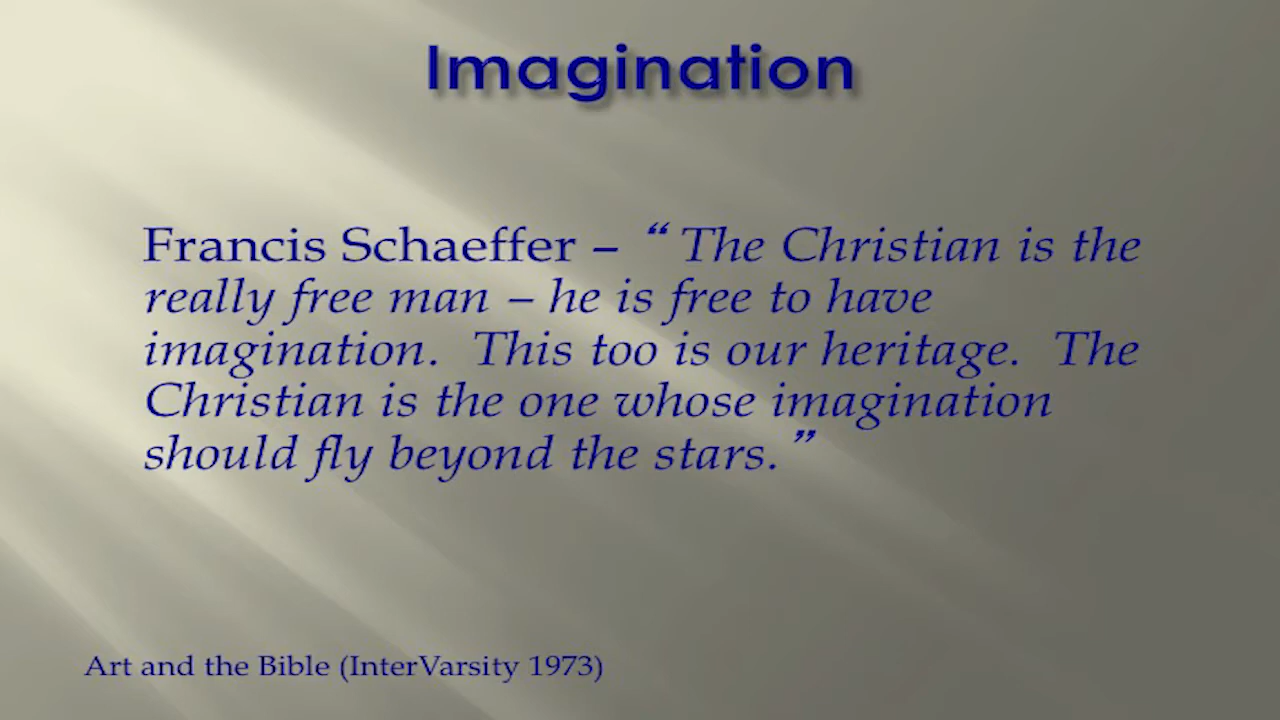 Imagination
Francis Schaeffer – “ The Christian is the
really free man – he is free to have
imagination.  This too is our heritage.  The
Christian is the one whose imagination
should fly beyond the stars. ”
Art and the Bible (InterVarsity 1973)